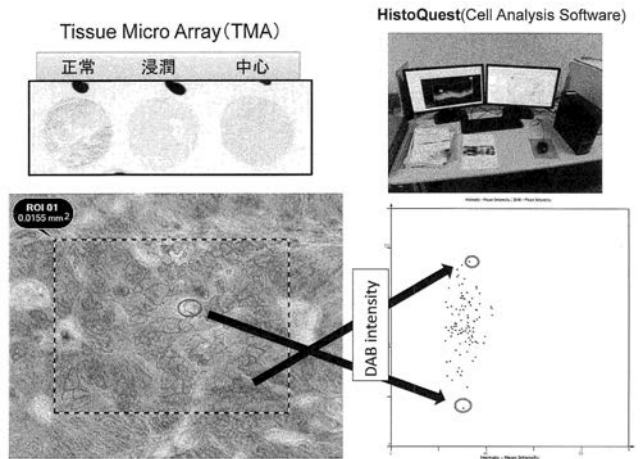 Tissue Micro Array(TMA)
正常 浸潤 中心
HistoQuest(Cell Analysis Software)
ROI 01
0.0155 mm²
DAB intensity